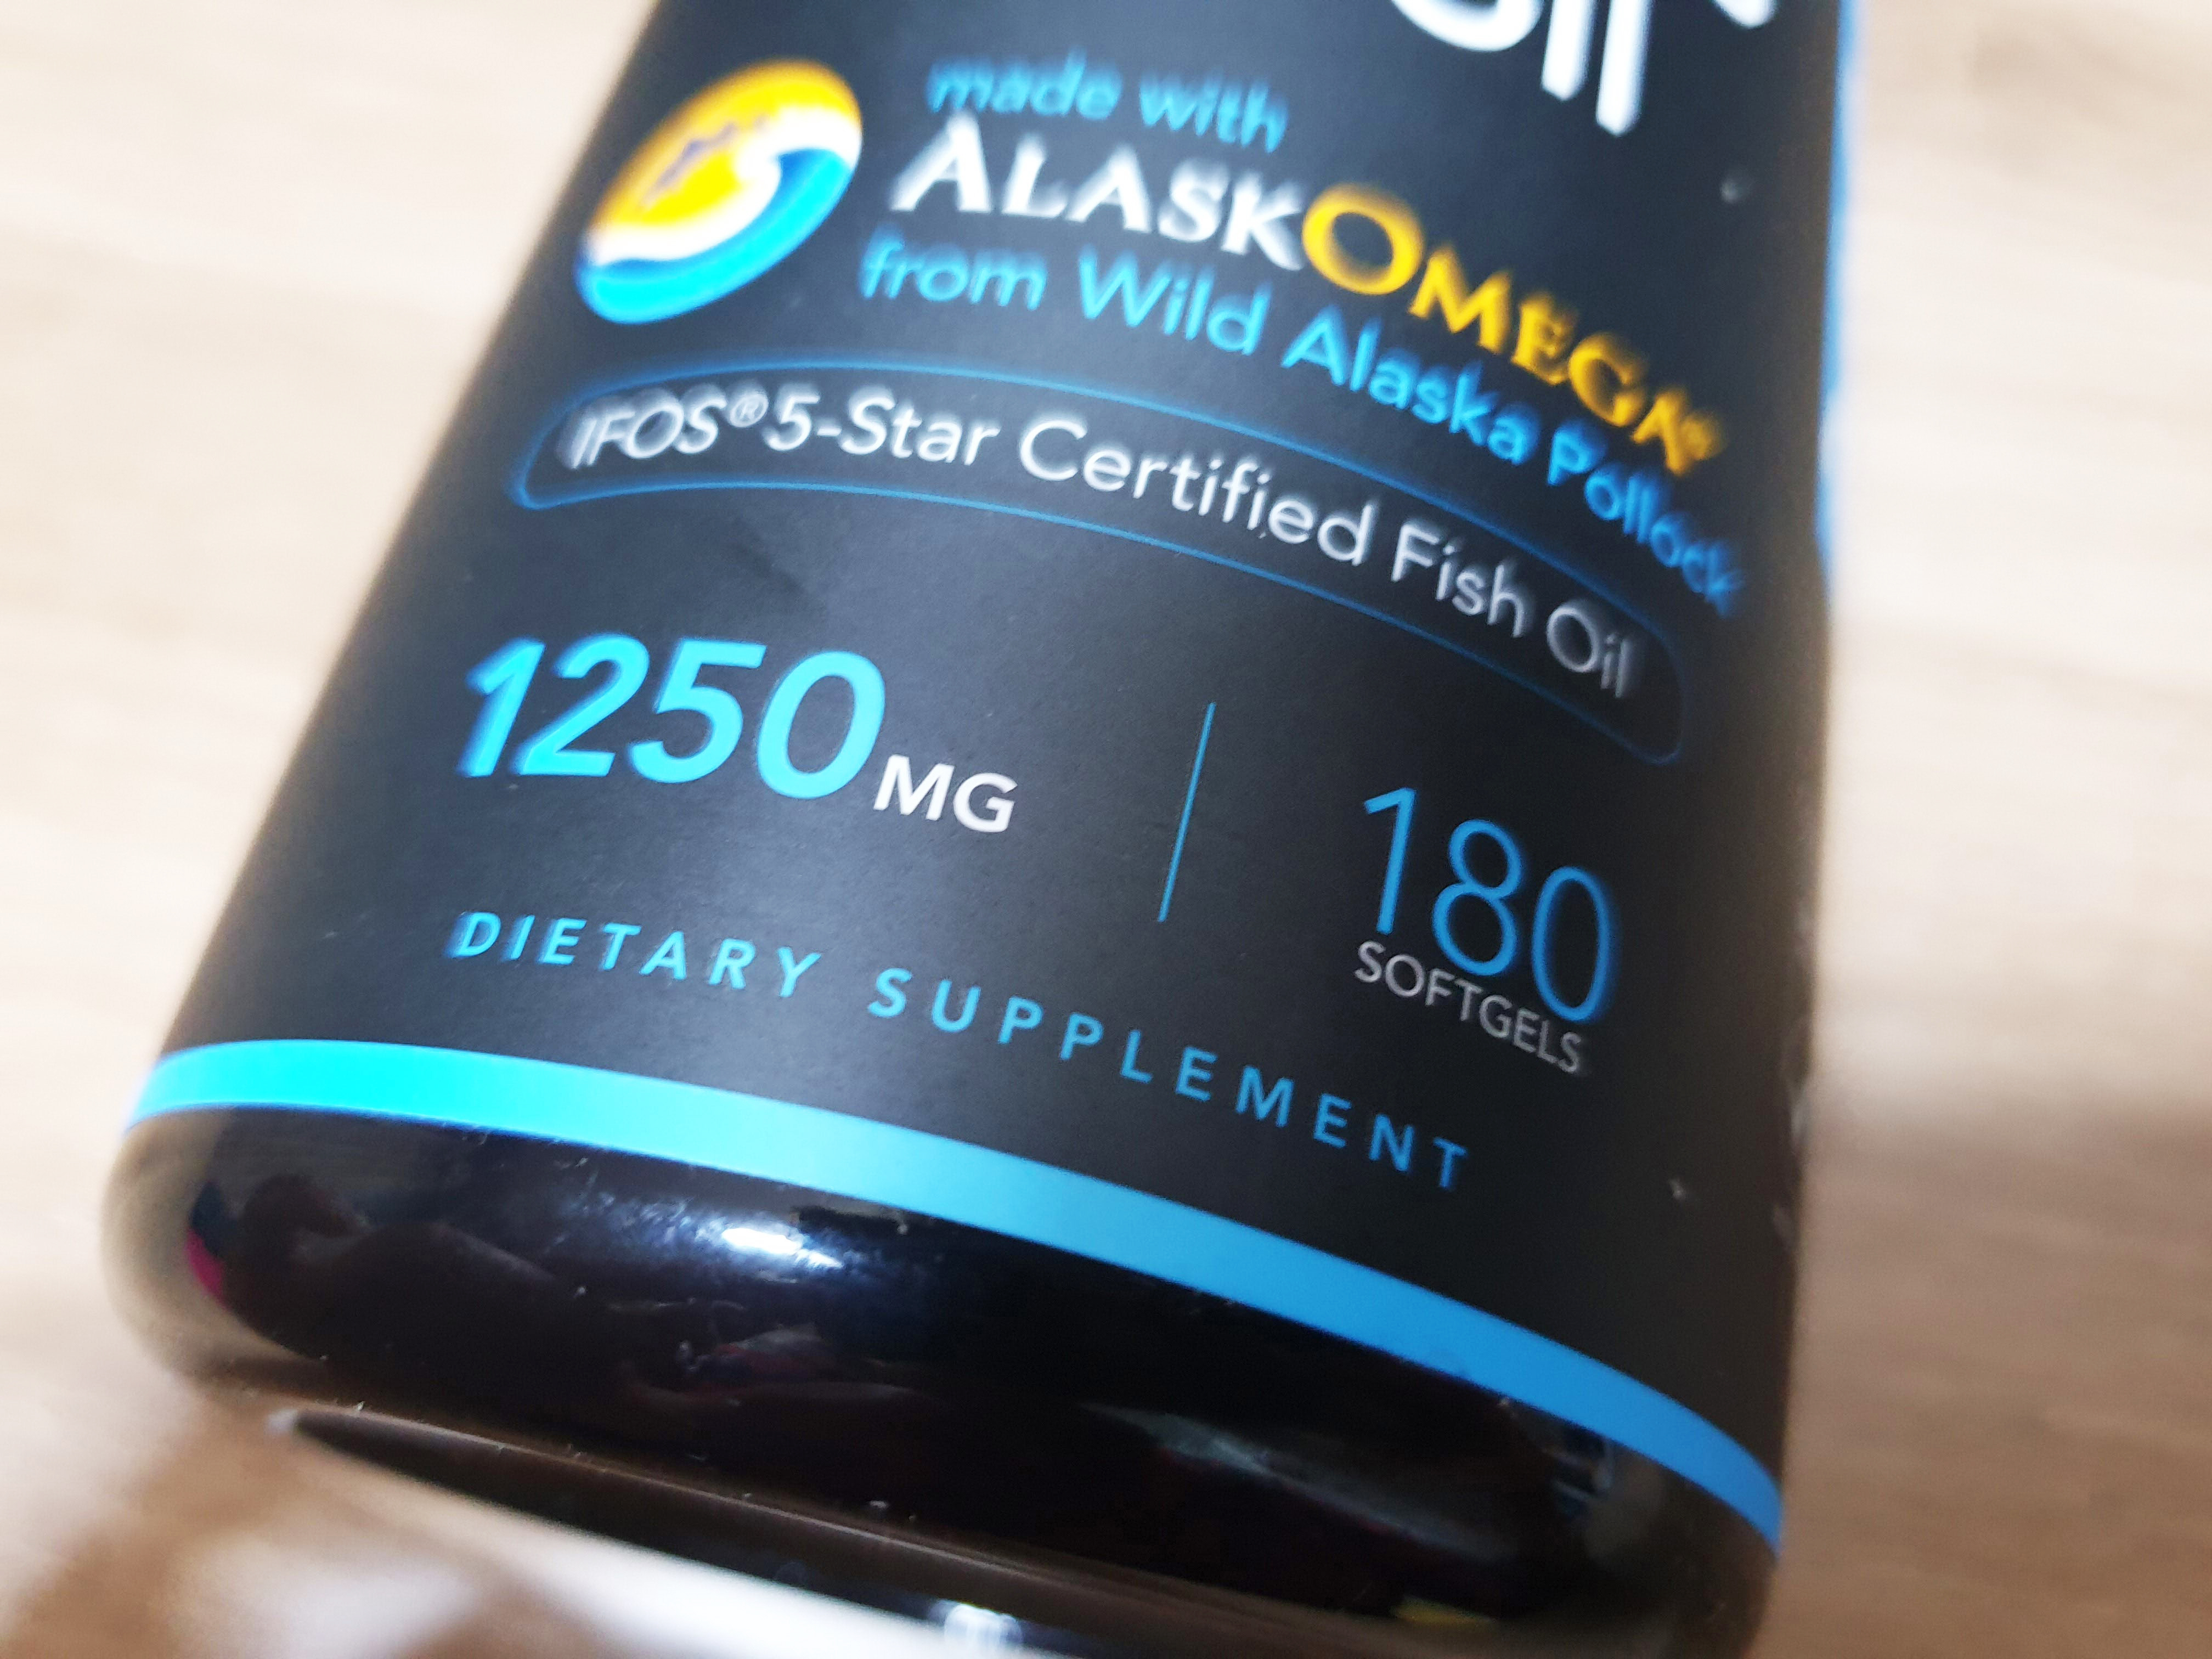 Oil
made with
ALASKOMEGA®
from Wild Alaska Pollock
IFOS® 5-Star Certified Fish Oil
1250 MG
180
SOFTGELS
DIETARY SUPPLEMENT